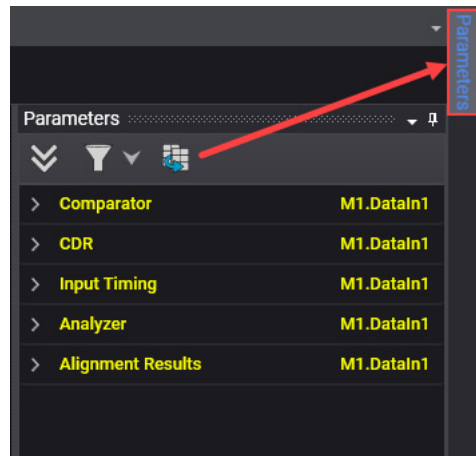 Parameters
Parameters
Comparator M1.DataIn1
CDR M1.DataIn1
Input Timing M1.DataIn1
Analyzer M1.DataIn1
Alignment Results M1.DataIn1